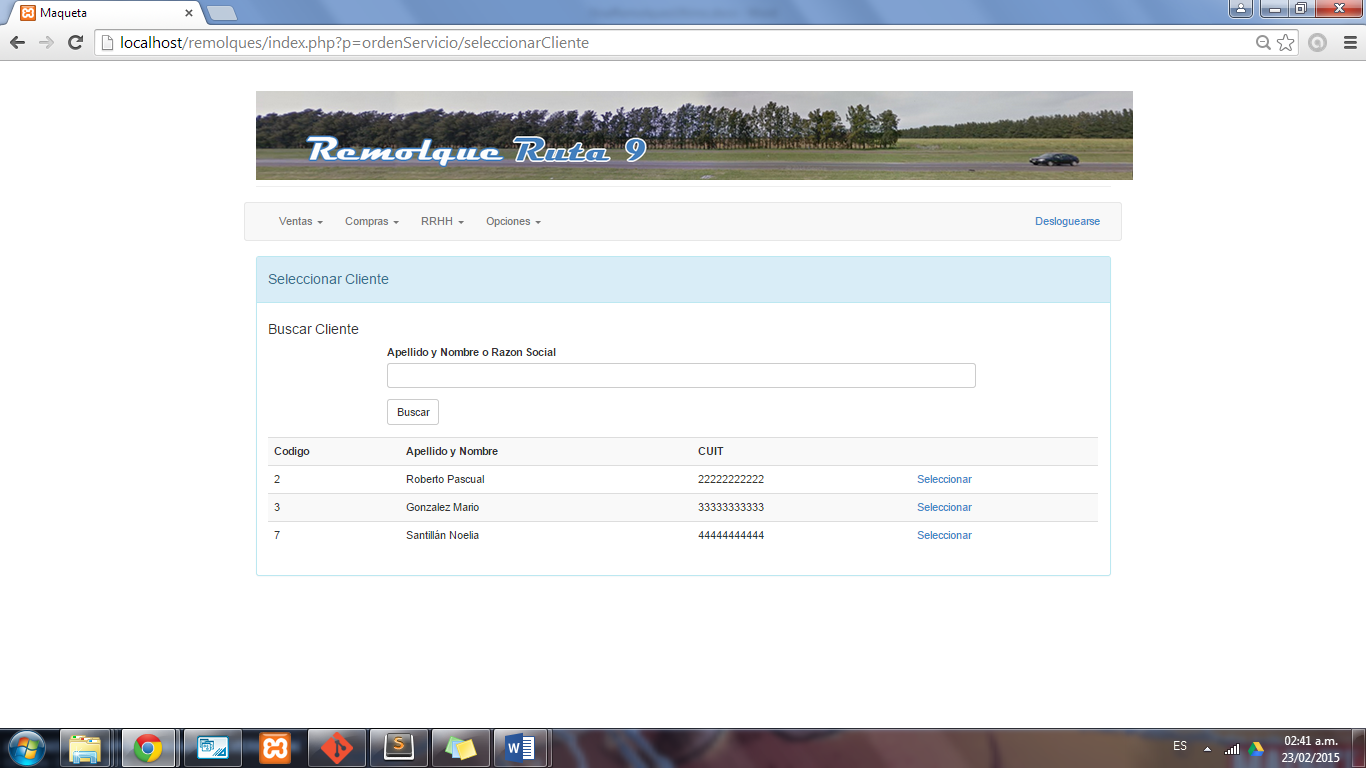 Maqueta
localhost/remolques/index.php?p=ordenServicio/seleccionarCliente
Remolque Ruta 9
Ventas Compras RRHH Opciones Desloguearse
Seleccionar Cliente
Buscar Cliente
Apellido y Nombre o Razon Social
Buscar
Codigo Apellido y Nombre CUIT
2 Roberto Pascual 22222222222 Seleccionar
3 Gonzalez Mario 33333333333 Seleccionar
7 Santillán Noelia 44444444444 Seleccionar
ES 02:41 a.m.
23/02/2015